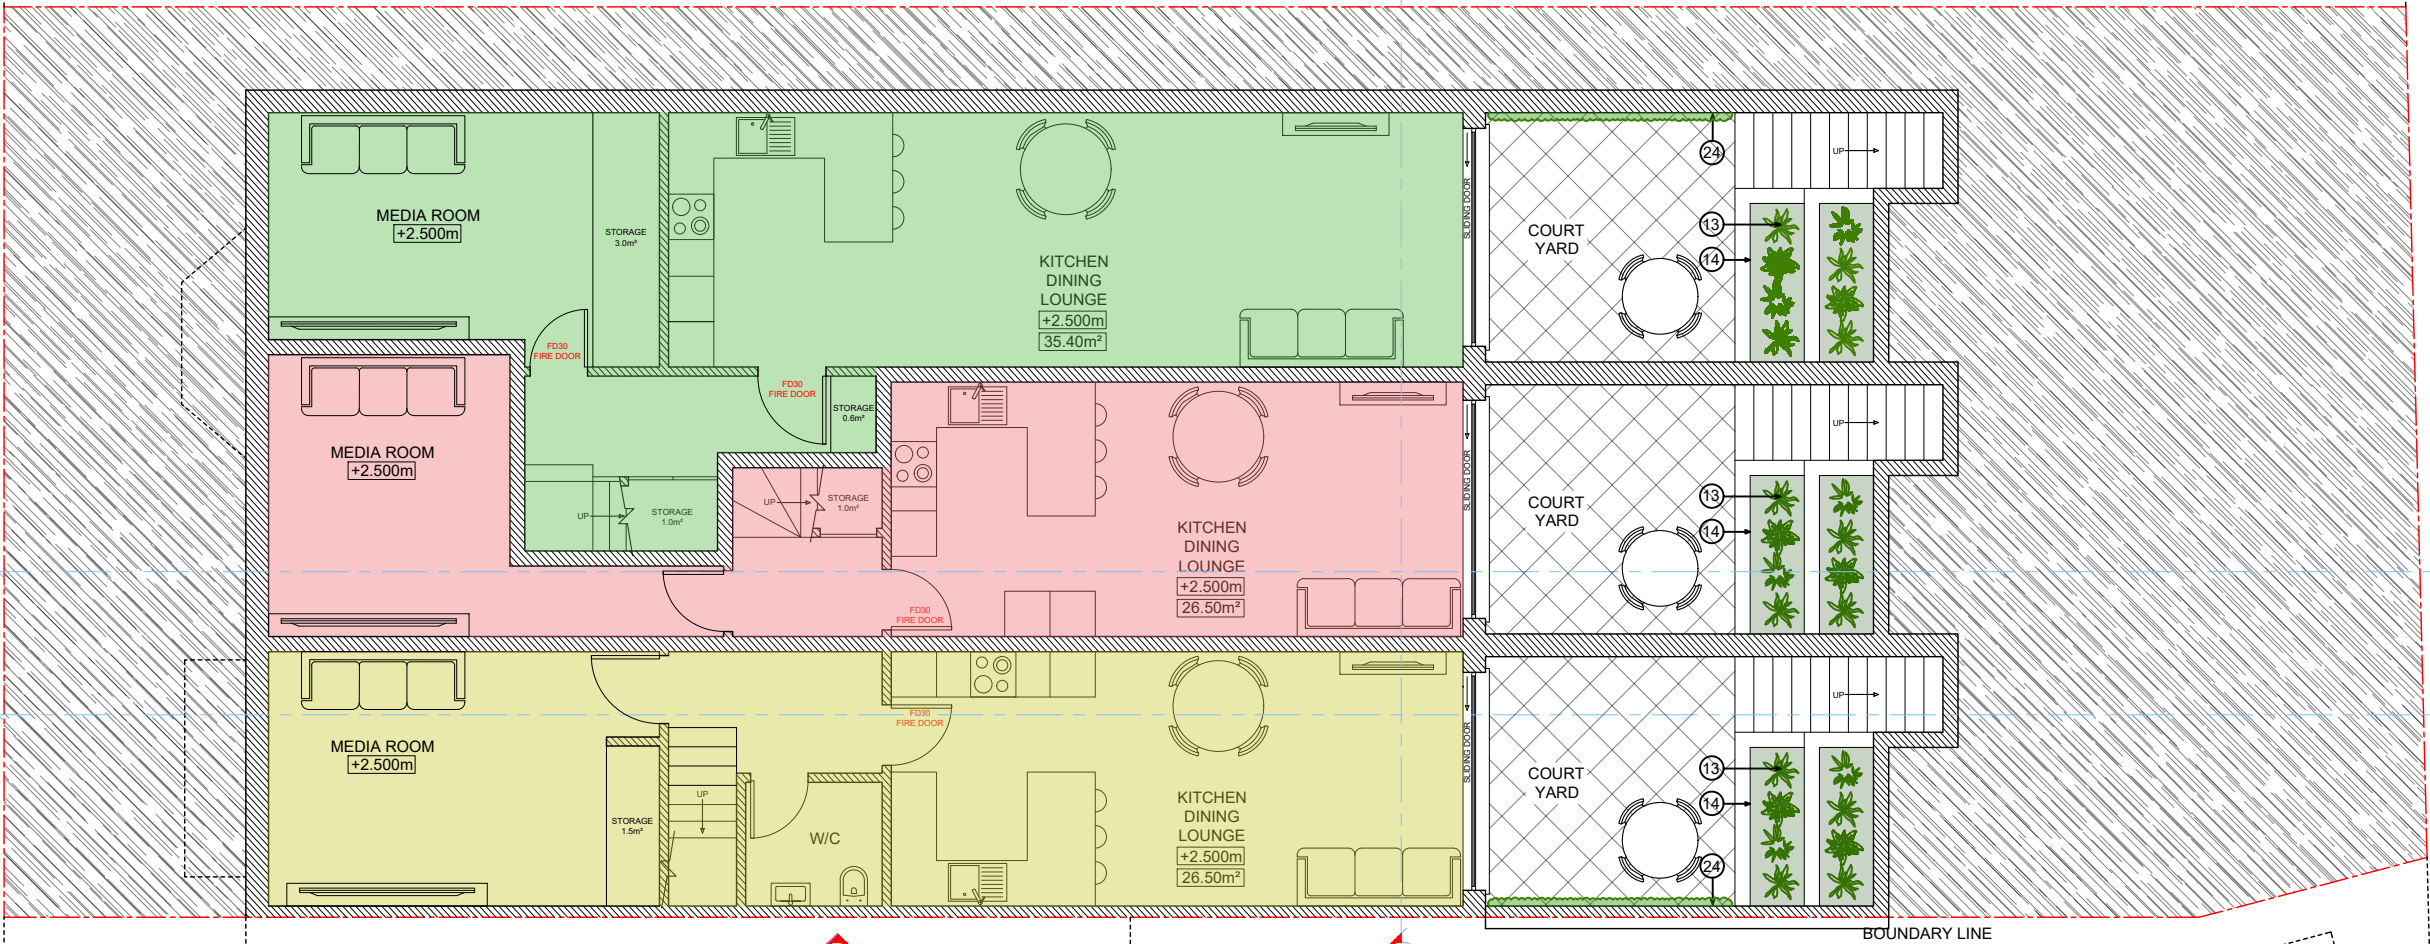 MEDIA ROOM
+2.500m
STORAGE
3.0m²
FD30
FIRE DOOR
KITCHEN
DINING
LOUNGE
+2.500m
35.40m²
SLIDING DOOR
COURT
YARD
24
13
14
UP
FD30
FIRE DOOR
STORAGE
0.6m²
UP
STORAGE
1.0m²
MEDIA ROOM
+2.500m
UP
STORAGE
1.0m²
FD30
FIRE DOOR
KITCHEN
DINING
LOUNGE
+2.500m
26.50m²
SLIDING DOOR
COURT
YARD
13
14
UP
MEDIA ROOM
+2.500m
STORAGE
1.5m²
UP
W/C
FD30
FIRE DOOR
KITCHEN
DINING
LOUNGE
+2.500m
26.50m²
SLIDING DOOR
COURT
YARD
13
14
24
UP
BOUNDARY LINE